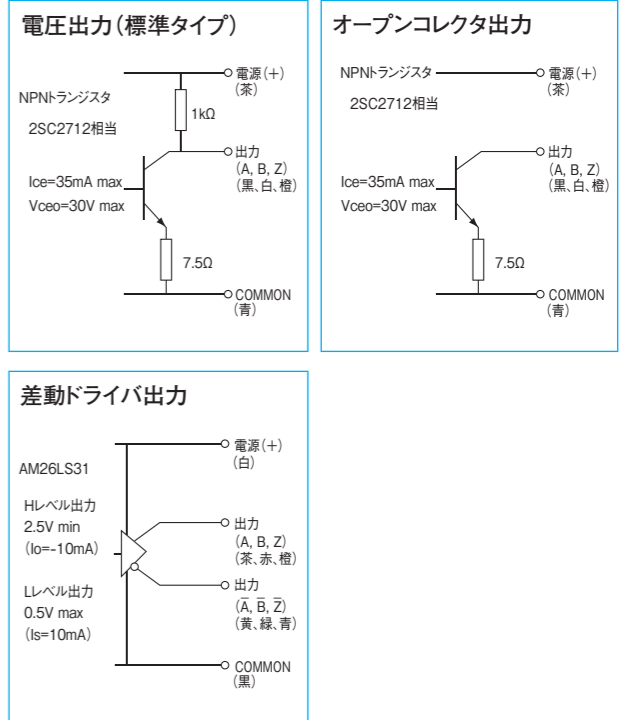 電圧出力(標準タイプ)
NPNトランジスタ
2SC2712相当
Ice=35mA max
Vceo=30V max
電源(+)
(茶)
1kΩ
出力
(A, B, Z)
(黒、白、橙)
7.5Ω
COMMON
(青)
オープンコレクタ出力
NPNトランジスタ
2SC2712相当
Ice=35mA max
Vceo=30V max
電源(+)
(茶)
出力
(A, B, Z)
(黒、白、橙)
7.5Ω
COMMON
(青)
差動ドライバ出力
AM26LS31
Hレベル出力
2.5V min
(Io=-10mA)
Lレベル出力
0.5V max
(Is=10mA)
電源(+)
(白)
出力
(A, B, Z)
(茶、赤、橙)
出力
(A̅, B̅, Z̅)
(黄、緑、青)
COMMON
(黒)